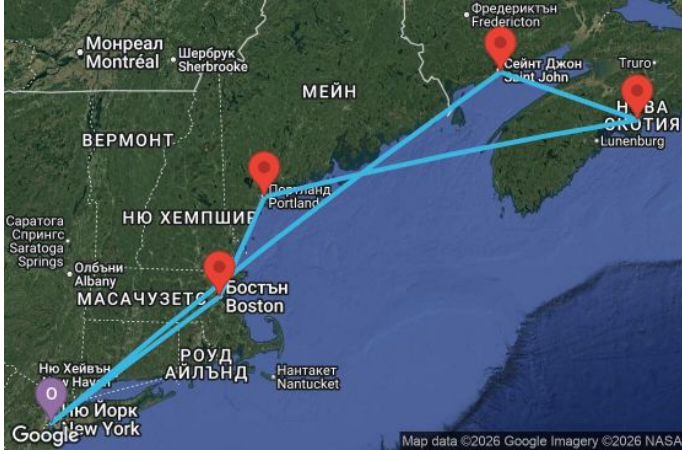 Фредериктън
Fredericton
Монреал
Montréal
Шербрук
Sherbrooke
Сейнт Джон
Saint John
Truro
МЕЙН
НОВА
СКОТИЯ
Lunenburg
ВЕРМОНТ
Портланд
Portland
НЮ ХЕМПШИР
Саратога
Спрингс
Saratoga
Springs
Олбъни
Albany
МАСАЧУЗЕТС
Бостън
Boston
РОУД
АЙЛЪНД
Нантакет
Nantucket
Ню Хейвън
New Haven
O
Ню Йорк
New York
Google
Map data ©2026 Google Imagery ©2026 NASA